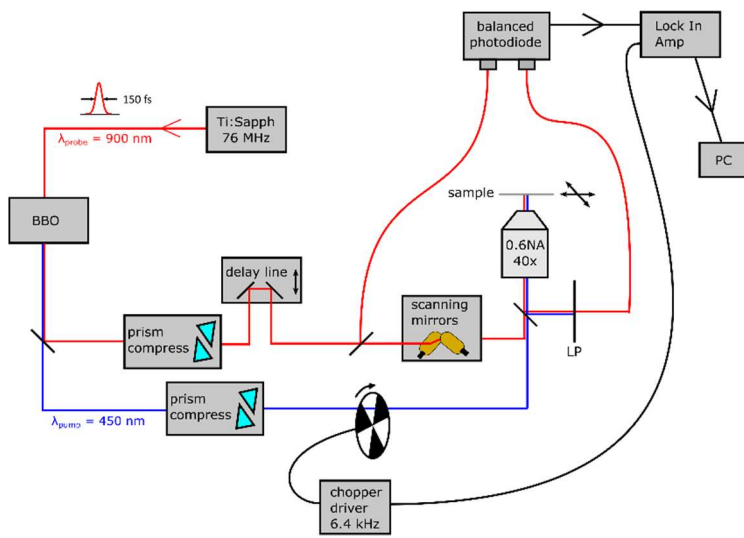 balanced
photodiode
Lock In
Amp
150 fs
Ti:Sapph
76 MHz
λprobe = 900 nm
PC
sample
BBO
0.6NA
40x
delay line
scanning
mirrors
prism
compress
LP
prism
compress
λpump = 450 nm
chopper
driver
6.4 kHz